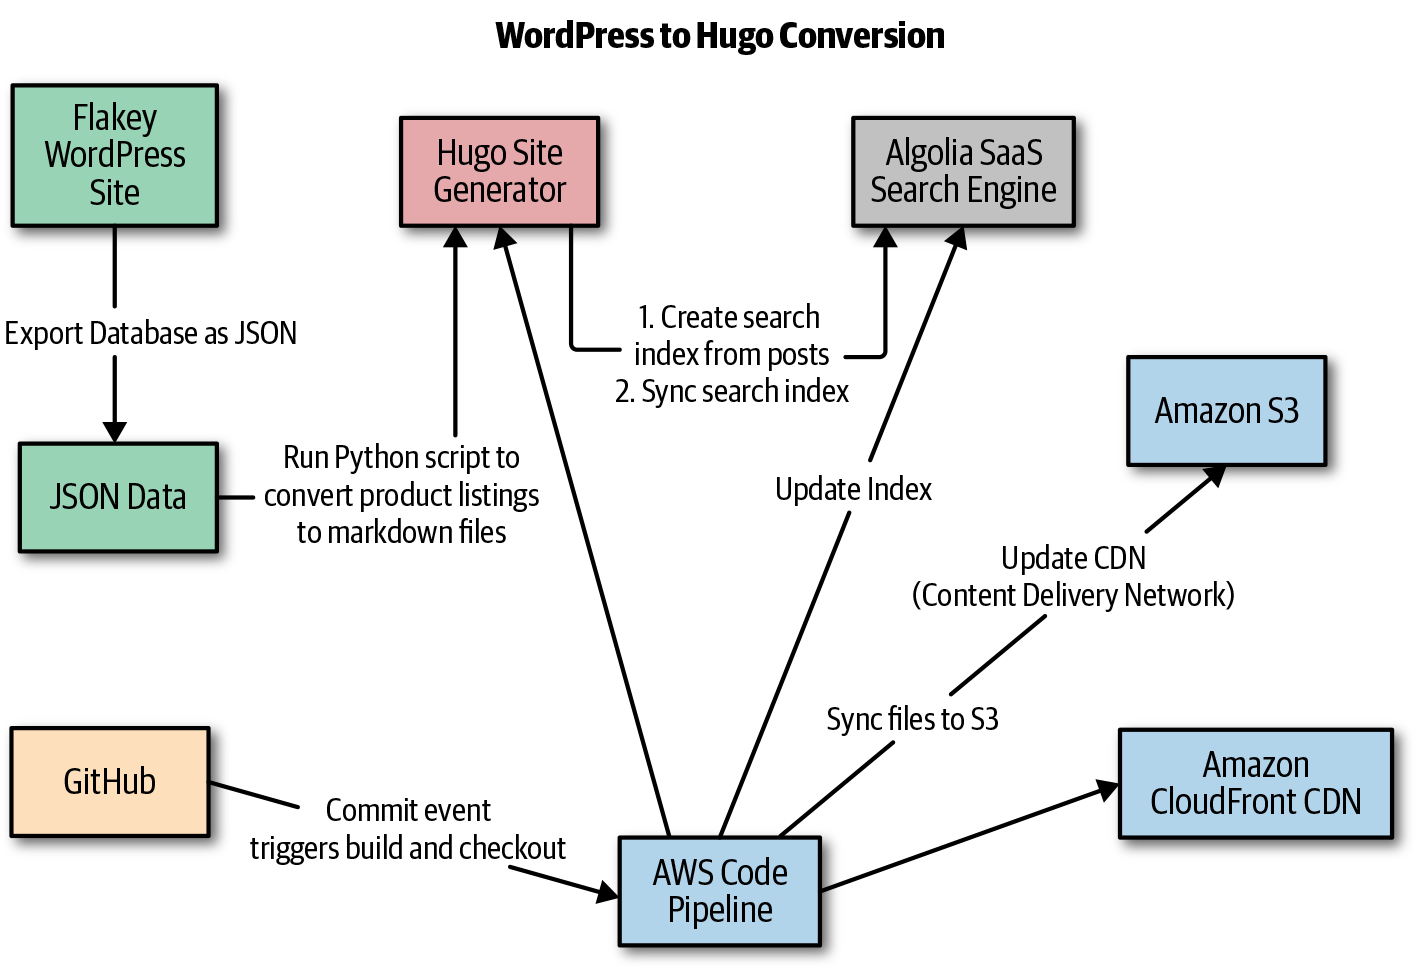 WordPress to Hugo Conversion
Flakey
WordPress
Site
Hugo Site
Generator
Algolia SaaS
Search Engine
Export Database as JSON
1. Create search
index from posts
2. Sync search index
Amazon S3
JSON Data
Run Python script to
convert product listings
to markdown files
Update Index
Update CDN
(Content Delivery Network)
Sync files to S3
GitHub
Commit event
triggers build and checkout
Amazon
CloudFront CDN
AWS Code
Pipeline